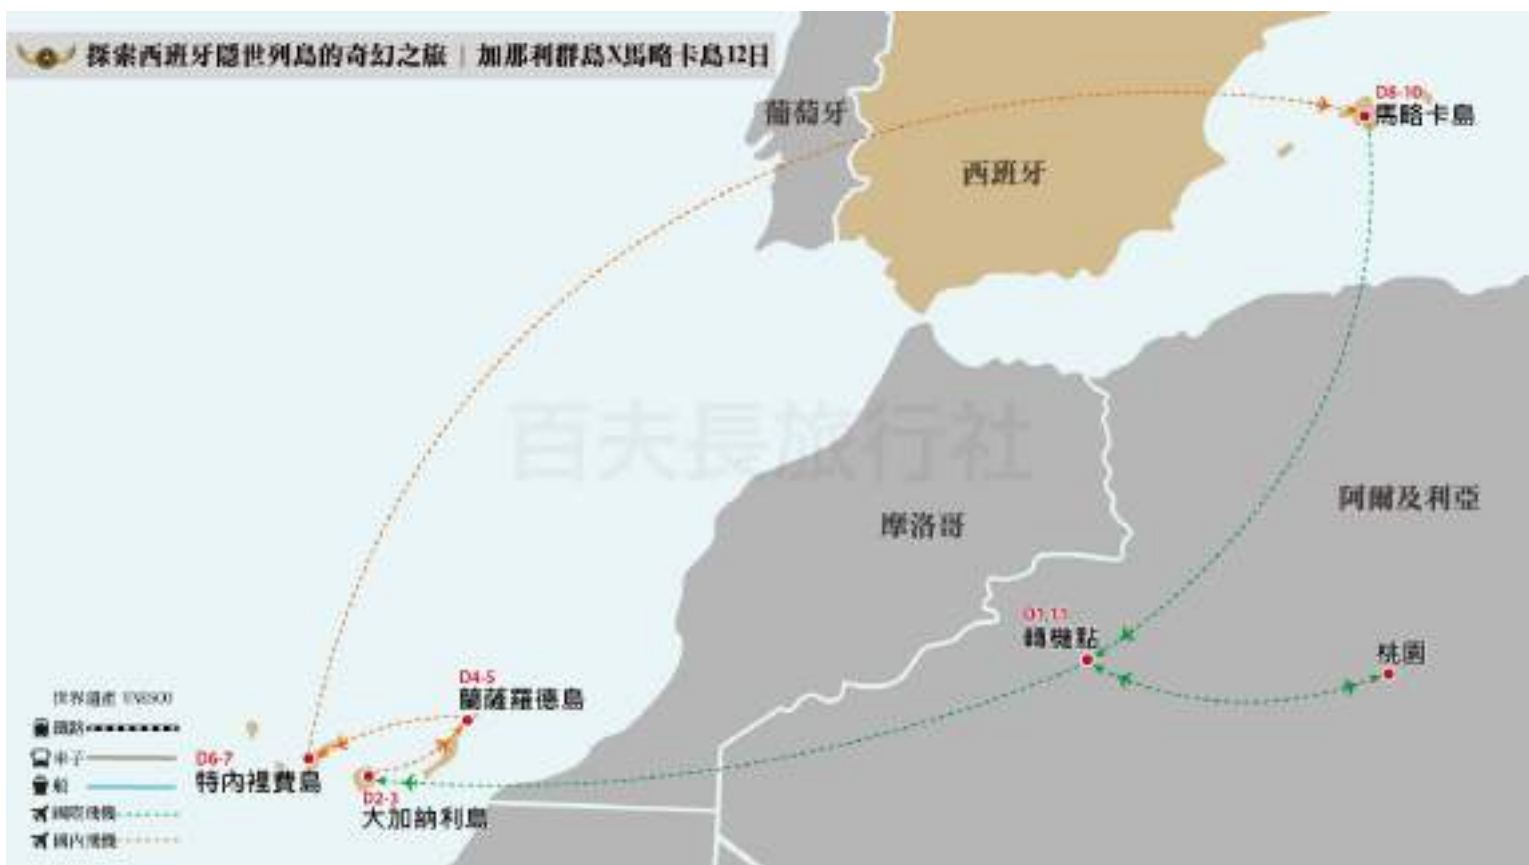 探索西班牙隱世列島的奇幻之旅｜加那利群島X馬略卡島12日
葡萄牙
西班牙
D8-10
馬略卡島
百夫長旅行社
摩洛哥
阿爾及利亞
D1-11
轉機點
桃園
D4-5
蘭薩羅德島
D6-7
特內裡費島
D2-3
大加納利島
世界遺產 UNESCO
鐵路
車子
船
國際飛機
國內飛機